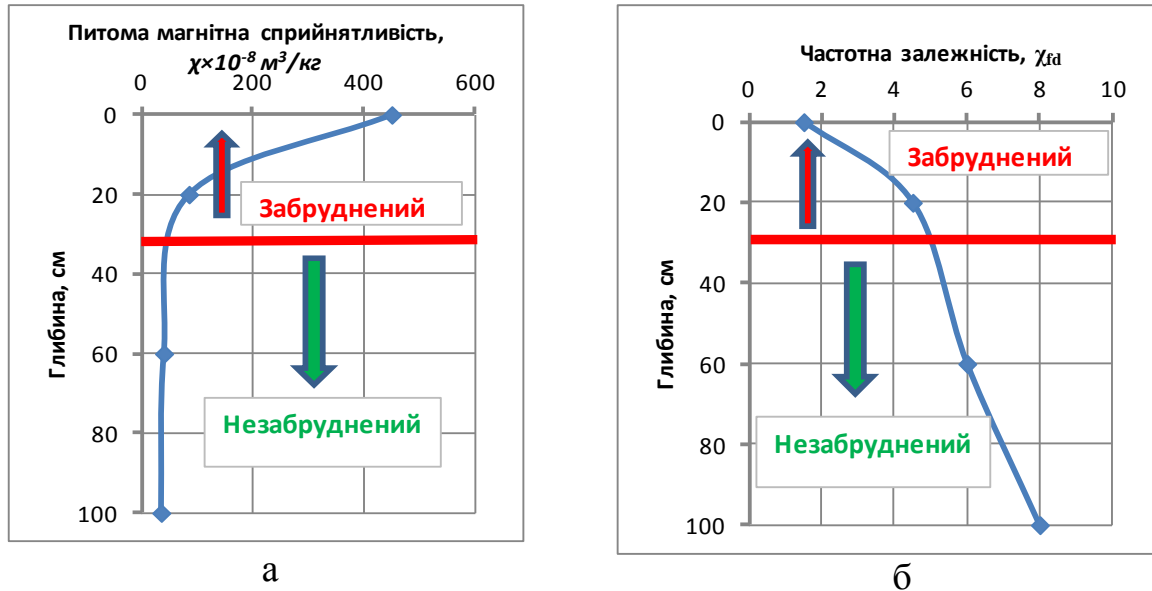 Питома магнітна сприйнятливість,
χ×10⁻⁸ м³/кг
0 200 400 600
0
20
40
60
80
100
Глибина, см
Забруднений
Незабруднений
а
Частотна залежність, χfd
0 2 4 6 8 10
0
20
40
60
80
100
Глибина, см
Забруднений
Незабруднений
б